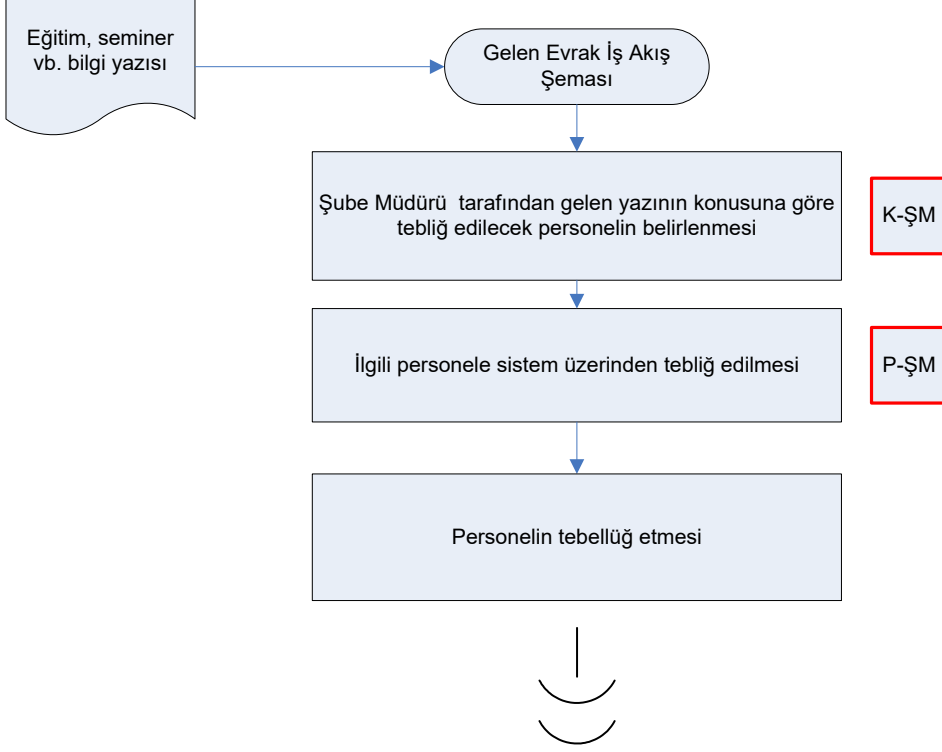 Eğitim, seminer
vb. bilgi yazısı
Gelen Evrak İş Akış
Şeması
Şube Müdürü  tarafından gelen yazının konusuna göre
tebliğ edilecek personelin belirlenmesi
K-ŞM
İlgili personele sistem üzerinden tebliğ edilmesi
P-ŞM
Personelin tebellüğ etmesi